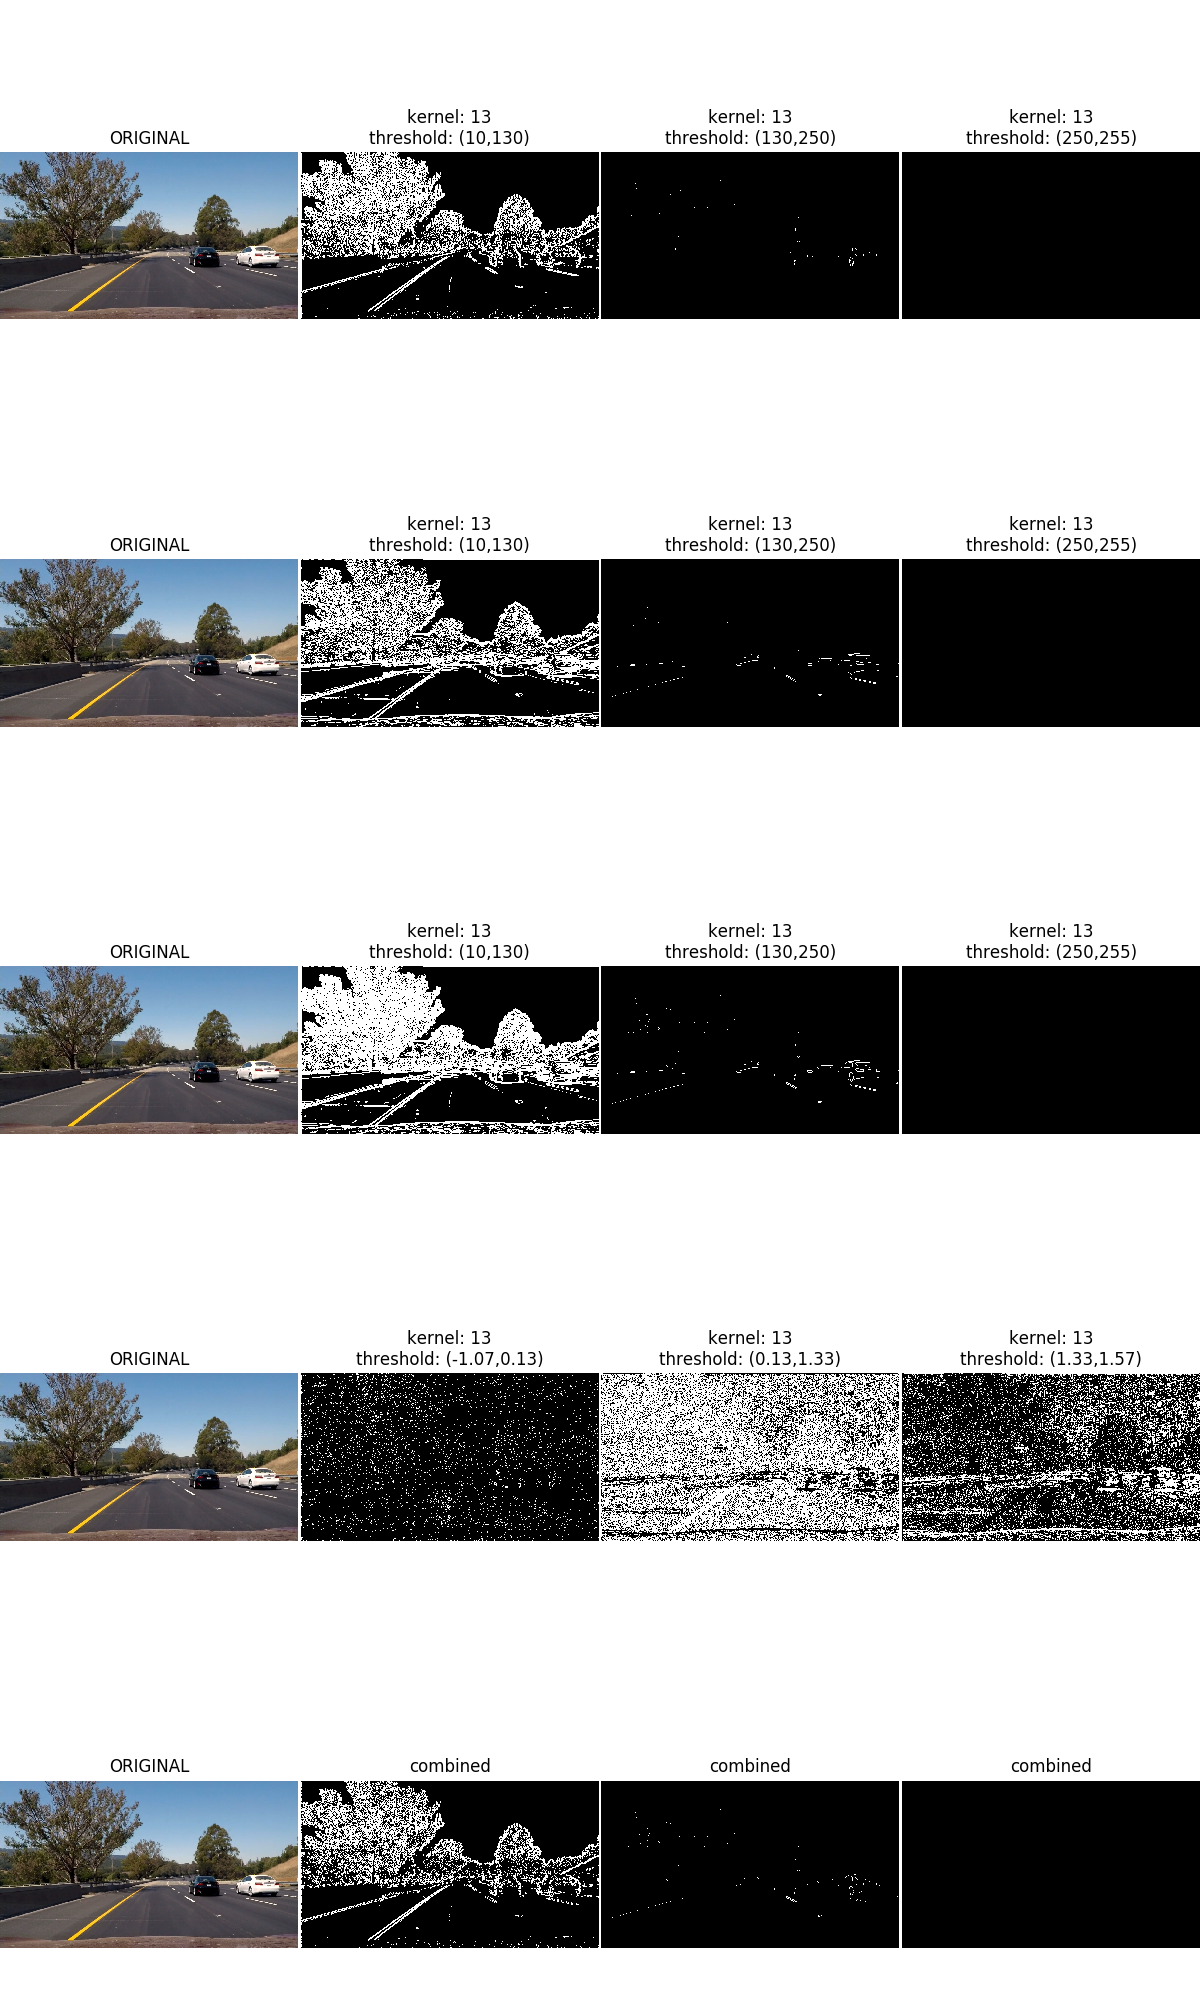 ORIGINAL
kernel: 13
threshold: (10,130)
kernel: 13
threshold: (130,250)
kernel: 13
threshold: (250,255)
ORIGINAL
kernel: 13
threshold: (10,130)
kernel: 13
threshold: (130,250)
kernel: 13
threshold: (250,255)
ORIGINAL
kernel: 13
threshold: (10,130)
kernel: 13
threshold: (130,250)
kernel: 13
threshold: (250,255)
ORIGINAL
kernel: 13
threshold: (-1.07,0.13)
kernel: 13
threshold: (0.13,1.33)
kernel: 13
threshold: (1.33,1.57)
ORIGINAL
combined
combined
combined